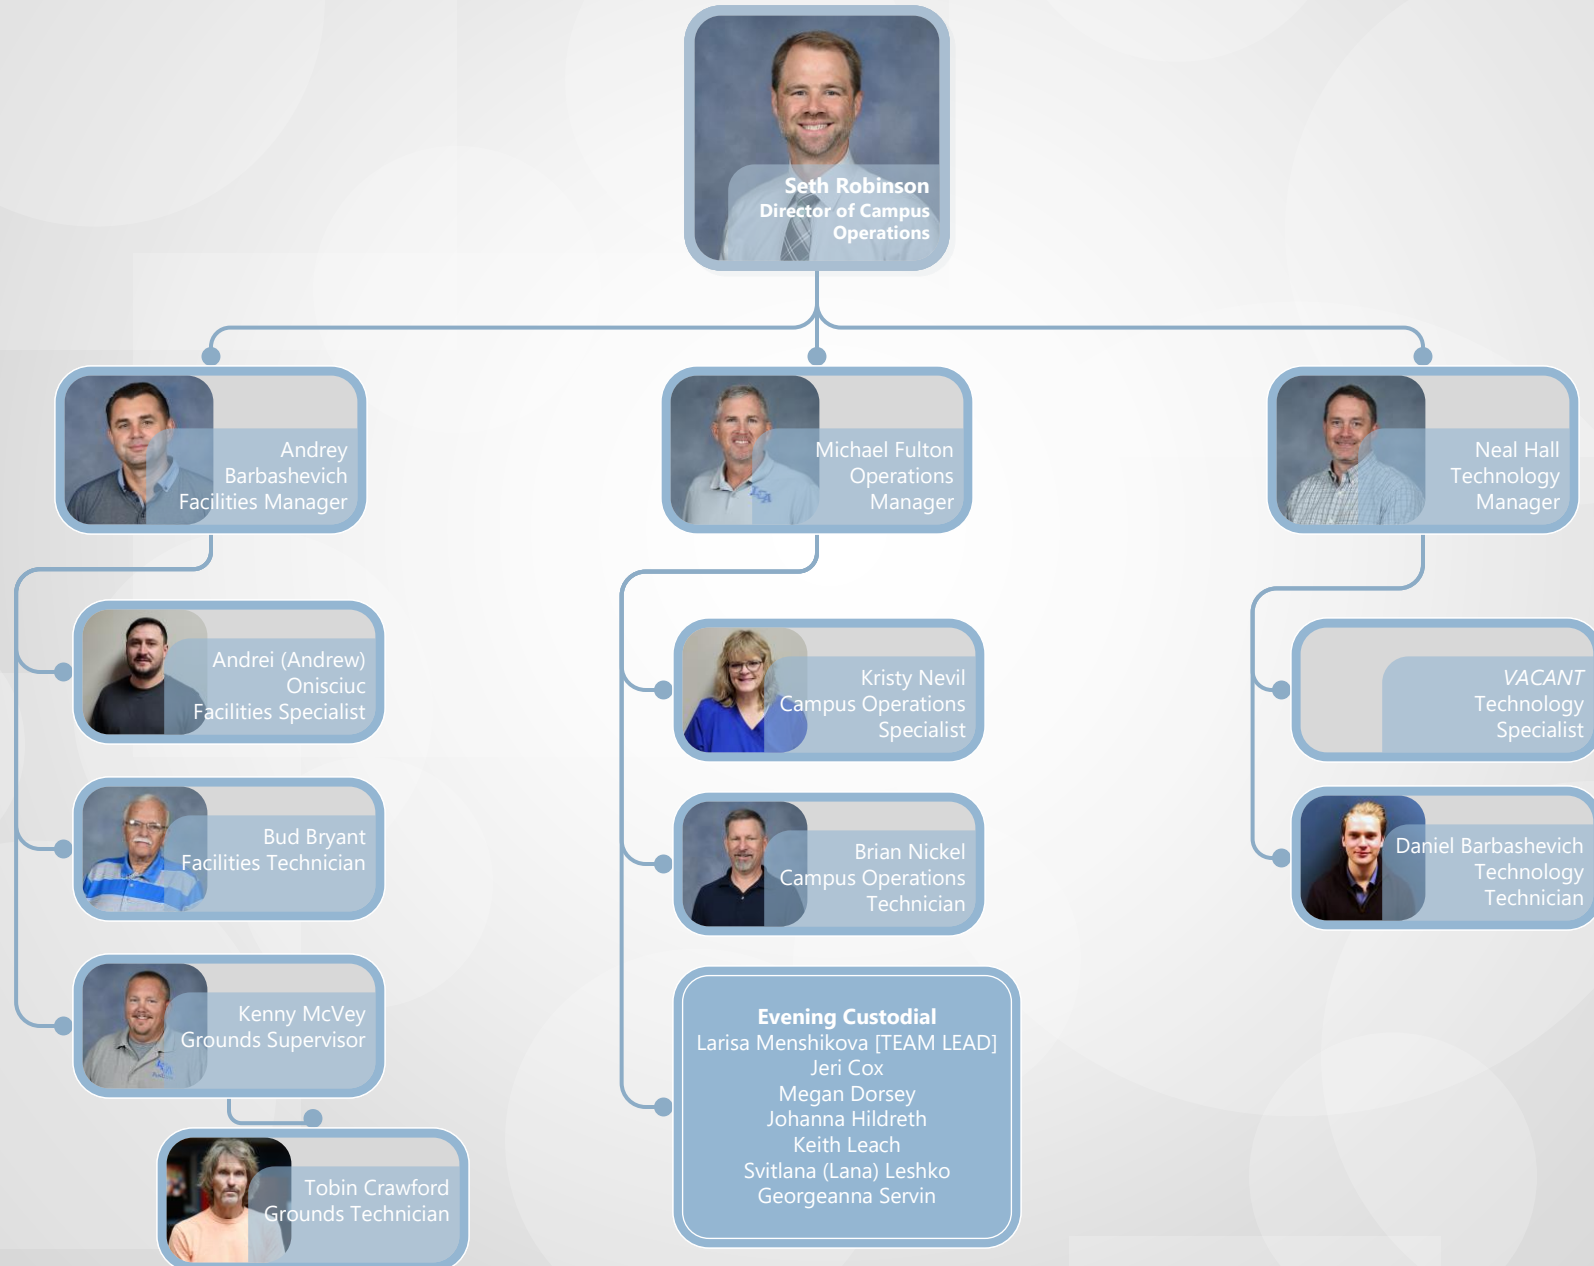 Seth Robinson
Director of Campus
Operations
Andrey
Barbashevich
Facilities Manager
Michael Fulton
Operations
Manager
Neal Hall
Technology
Manager
Andrei (Andrew)
Onisciuc
Facilities Specialist
Bud Bryant
Facilities Technician
Kenny McVey
Grounds Supervisor
Tobin Crawford
Grounds Technician
Kristy Nevil
Campus Operations
Specialist
Brian Nickel
Campus Operations
Technician
Evening Custodial
Larisa Menshikova [TEAM LEAD]
Jeri Cox
Megan Dorsey
Johanna Hildreth
Keith Leach
Svitlana (Lana) Leshko
Georgeanna Servin
VACANT
Technology
Specialist
Daniel Barbashevich
Technology
Technician